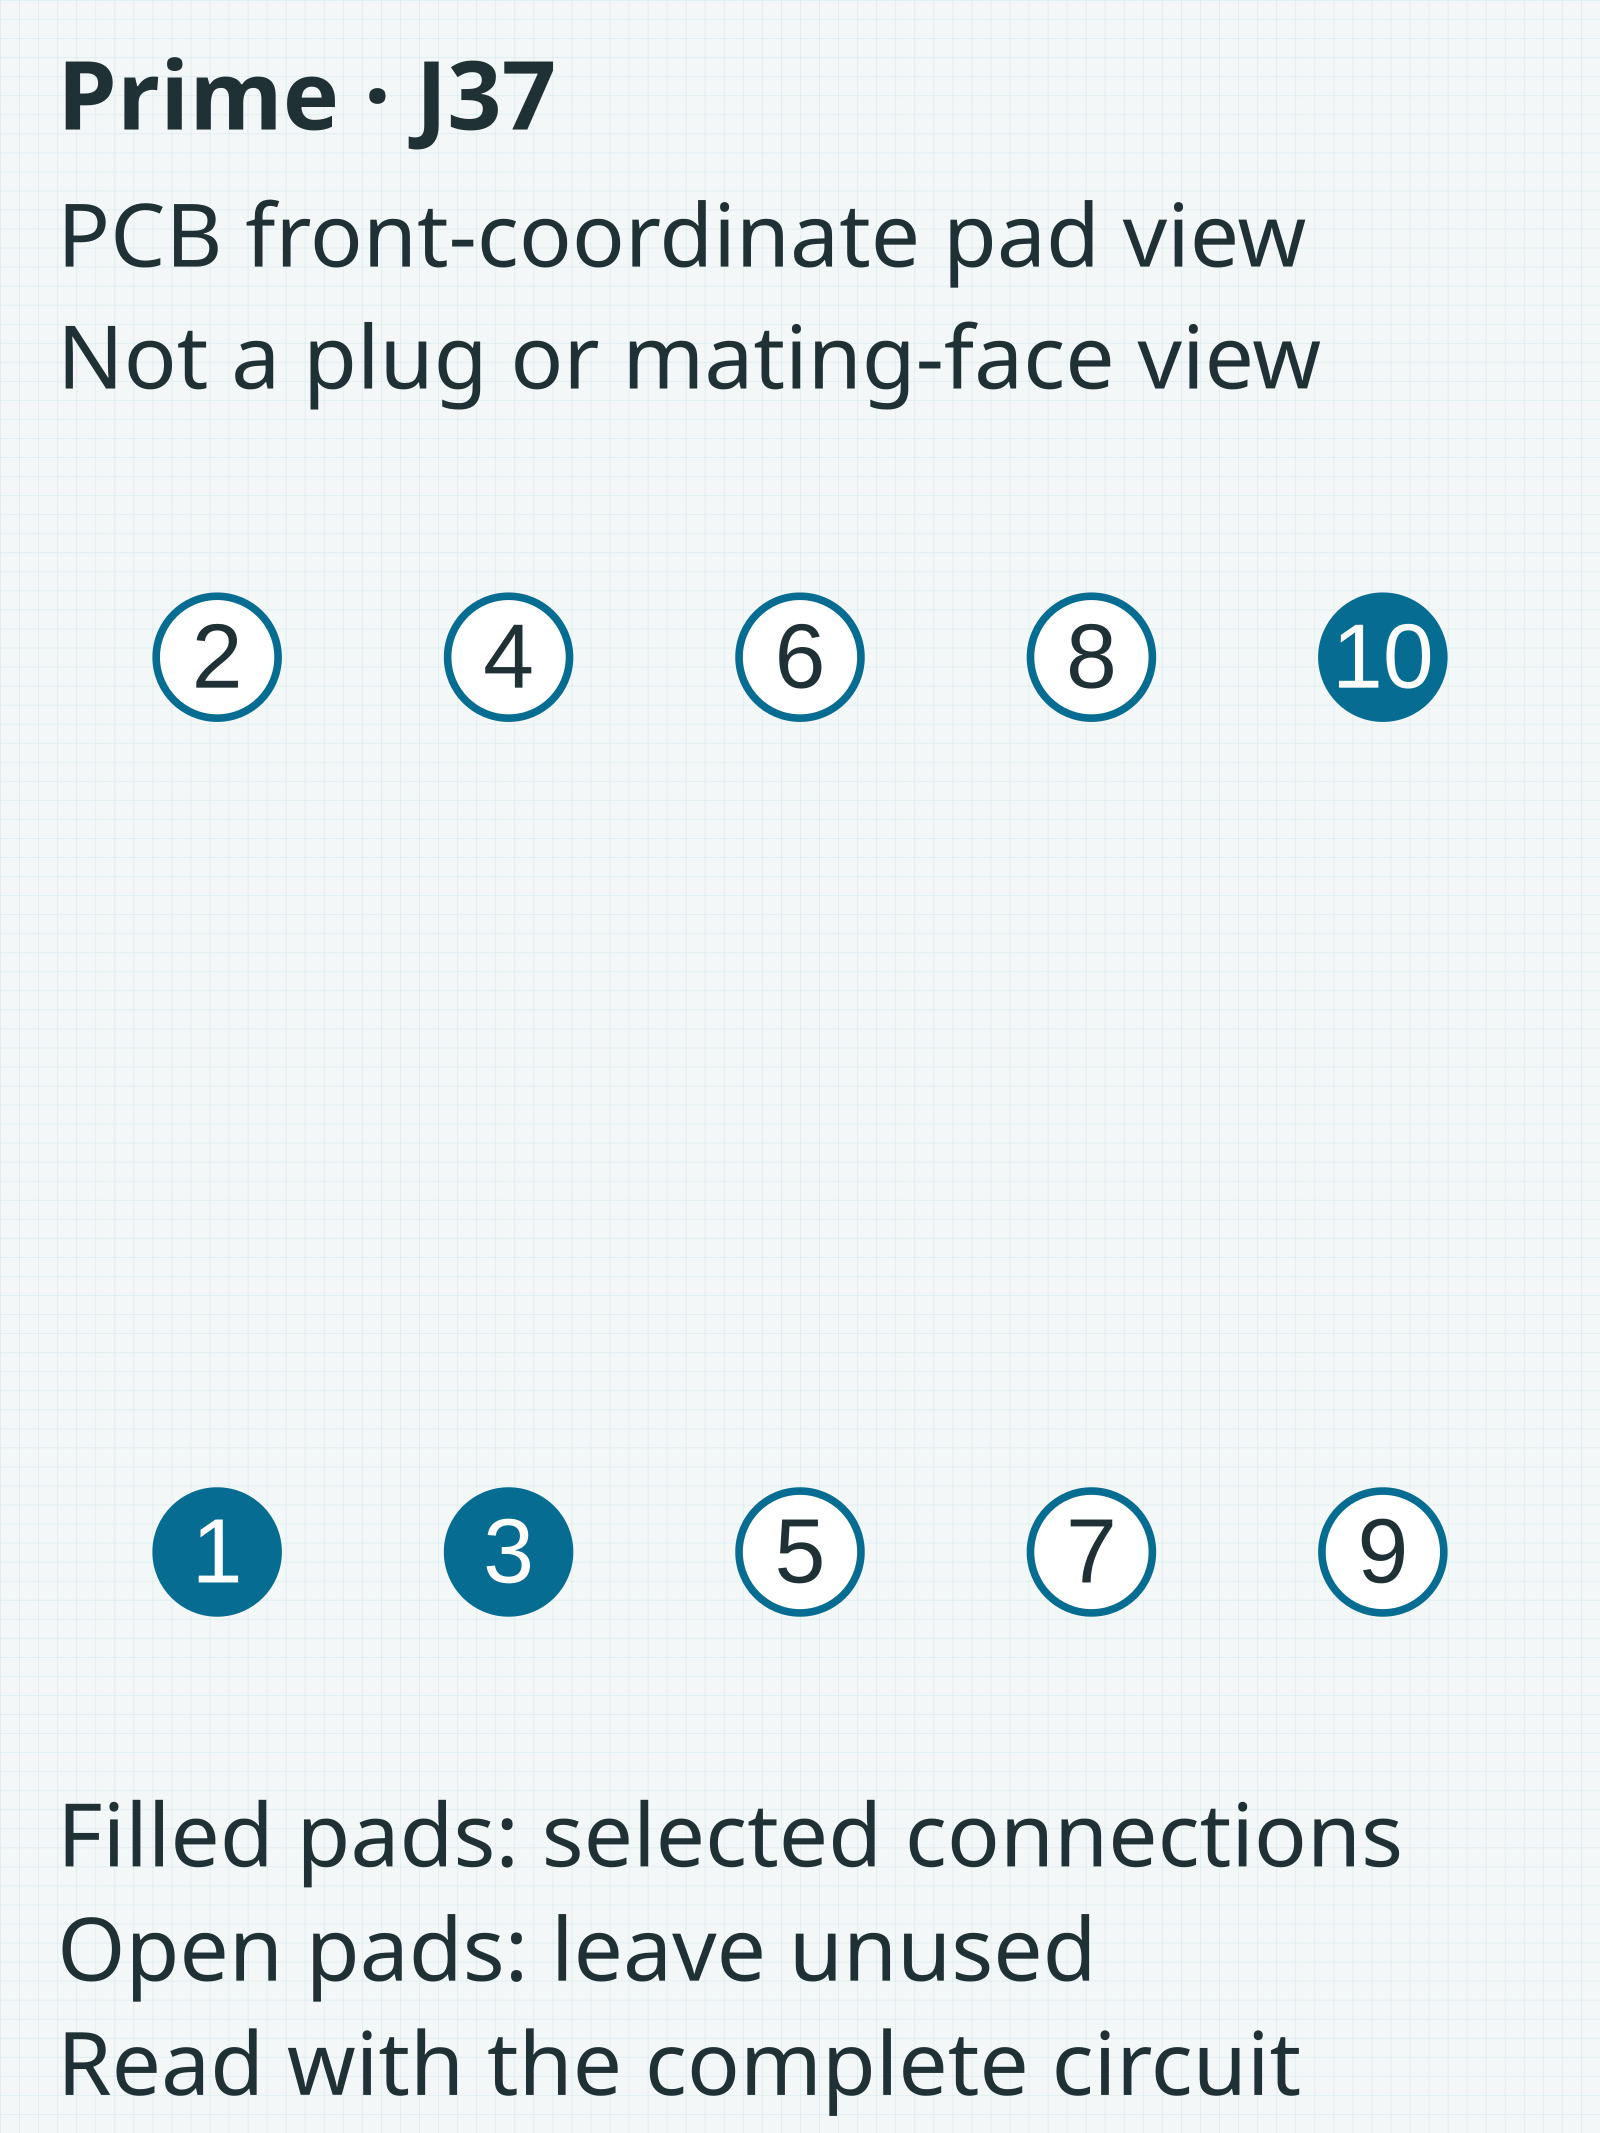 Prime · J37
PCB front-coordinate pad view
Not a plug or mating-face view
2 4 6 8 10
1 3 5 7 9
Filled pads: selected connections
Open pads: leave unused
Read with the complete circuit